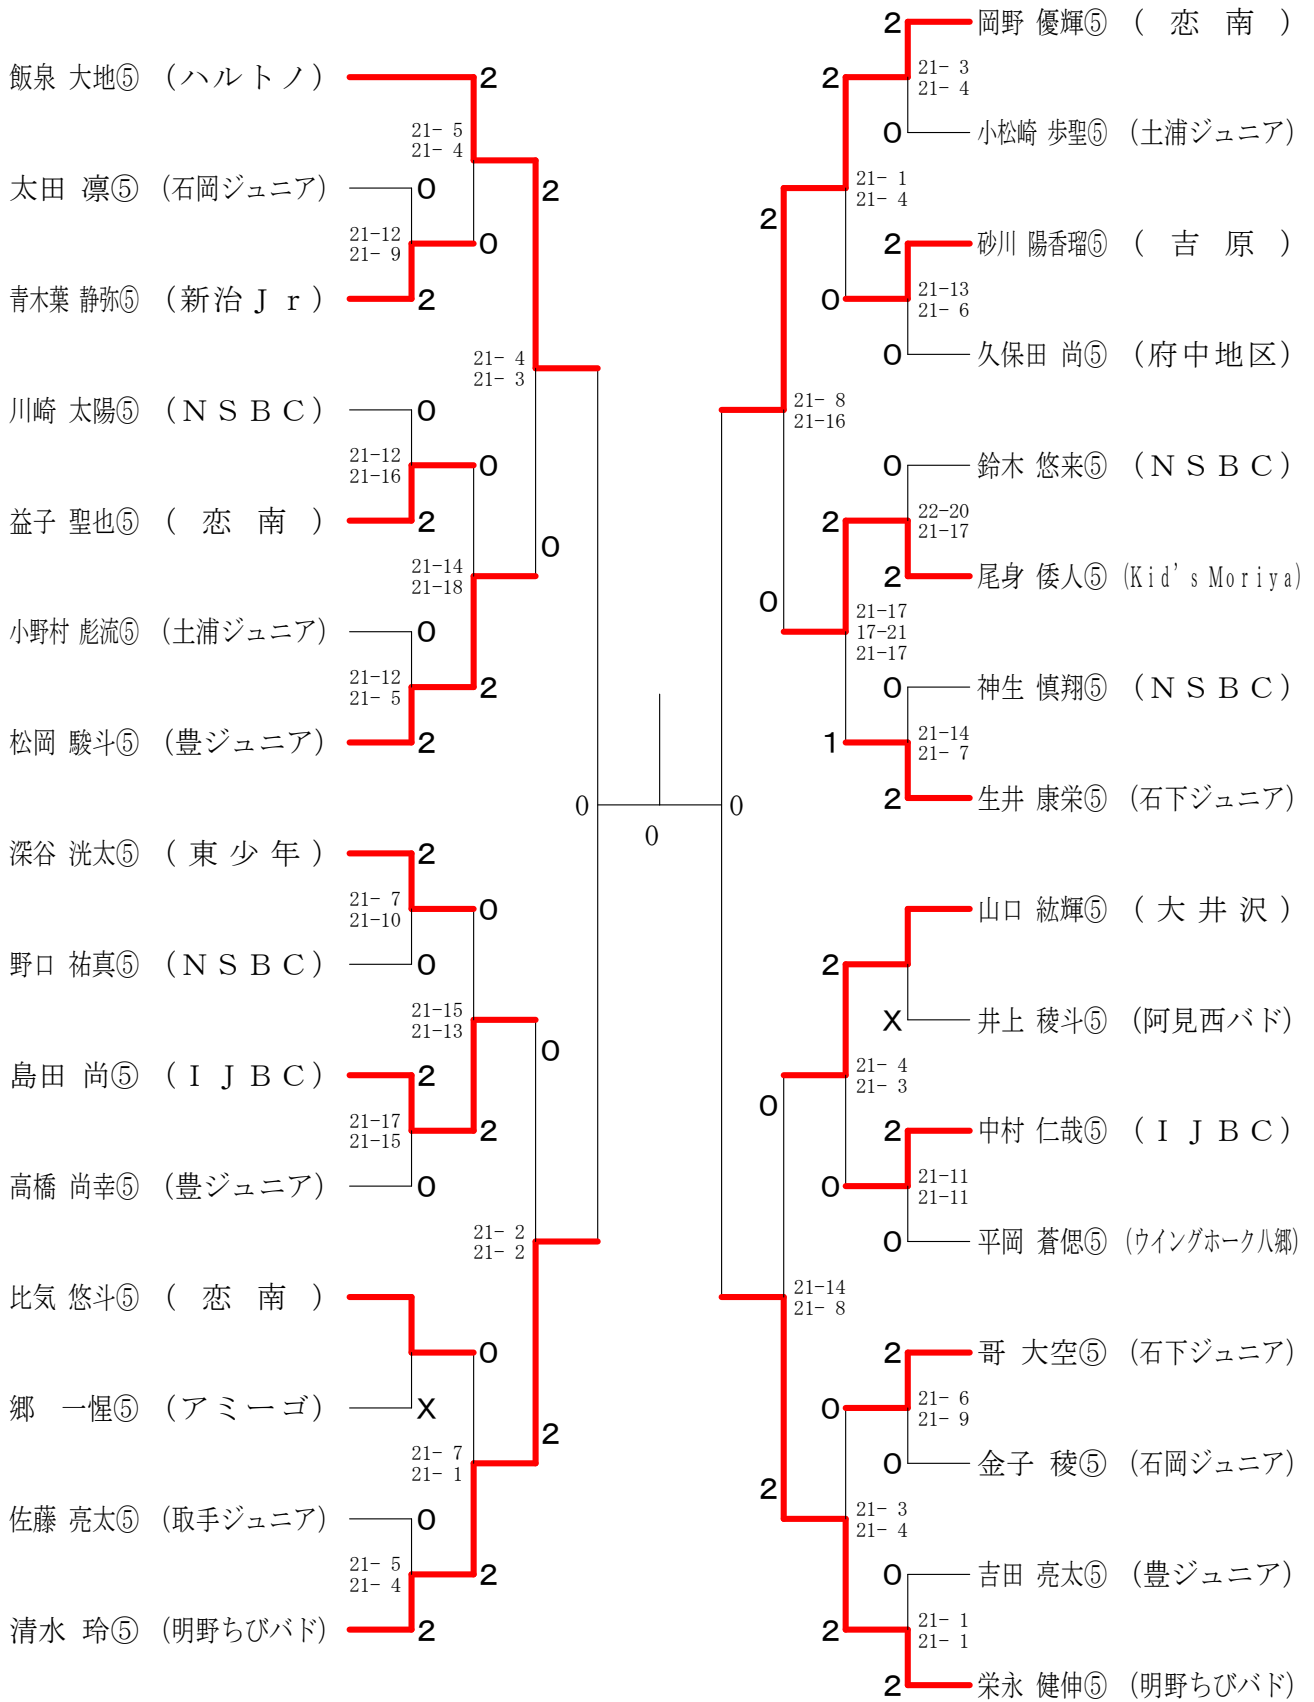 飯泉 大地⑤ (ハルトノ) 2
21- 5
21- 4
太田 凛⑤ (石岡ジュニア) 0
2
21-12
21- 9
0
青木葉 静弥⑤ (新治Ｊｒ) 2
21- 4
21- 3
川崎 太陽⑤ (ＮＳＢＣ) 0
21-12
21-16
0
益子 聖也⑤ (恋南) 2
0
21-14
21-18
小野村 彪流⑤ (土浦ジュニア) 0
21-12
21- 5
2
松岡 駿斗⑤ (豊ジュニア) 2
0
0
0
深谷 洸太⑤ (東少年) 2
21- 7
21-10
0
野口 祐真⑤ (ＮＳＢＣ) 0
21-15
21-13
0
島田 尚⑤ (ＩＪＢＣ) 2
21-17
21-15
2
高橋 尚幸⑤ (豊ジュニア) 0
21- 2
21- 2
比気 悠斗⑤ (恋南)
0
郷 一惺⑤ (アミーゴ) X
2
21- 7
21- 1
佐藤 亮太⑤ (取手ジュニア) 0
21- 5
21- 4
2
清水 玲⑤ (明野ちびバド) 2
2 岡野 優輝⑤ (恋南)
2
21- 3
21- 4
0 小松崎 歩聖⑤ (土浦ジュニア)
21- 1
21- 4
2
2 砂川 陽香瑠⑤ (吉原)
0
21-13
21- 6
0 久保田 尚⑤ (府中地区)
21- 8
21-16
0 鈴木 悠来⑤ (ＮＳＢＣ)
2
22-20
21-17
2 尾身 倭人⑤ (Kid's Moriya)
0
21-17
17-21
21-17
0 神生 慎翔⑤ (ＮＳＢＣ)
1
21-14
21- 7
2 生井 康栄⑤ (石下ジュニア)
山口 紘輝⑤ (大井沢)
2
X 井上 稜斗⑤ (阿見西バド)
21- 4
21- 3
0
2 中村 仁哉⑤ (ＩＪＢＣ)
0
21-11
21-11
0 平岡 蒼偲⑤ (ウイングホーク八郷)
21-14
21- 8
2 哥 大空⑤ (石下ジュニア)
0
21- 6
21- 9
0 金子 稜⑤ (石岡ジュニア)
2
21- 3
21- 4
0 吉田 亮太⑤ (豊ジュニア)
2
21- 1
21- 1
2 栄永 健伸⑤ (明野ちびバド)